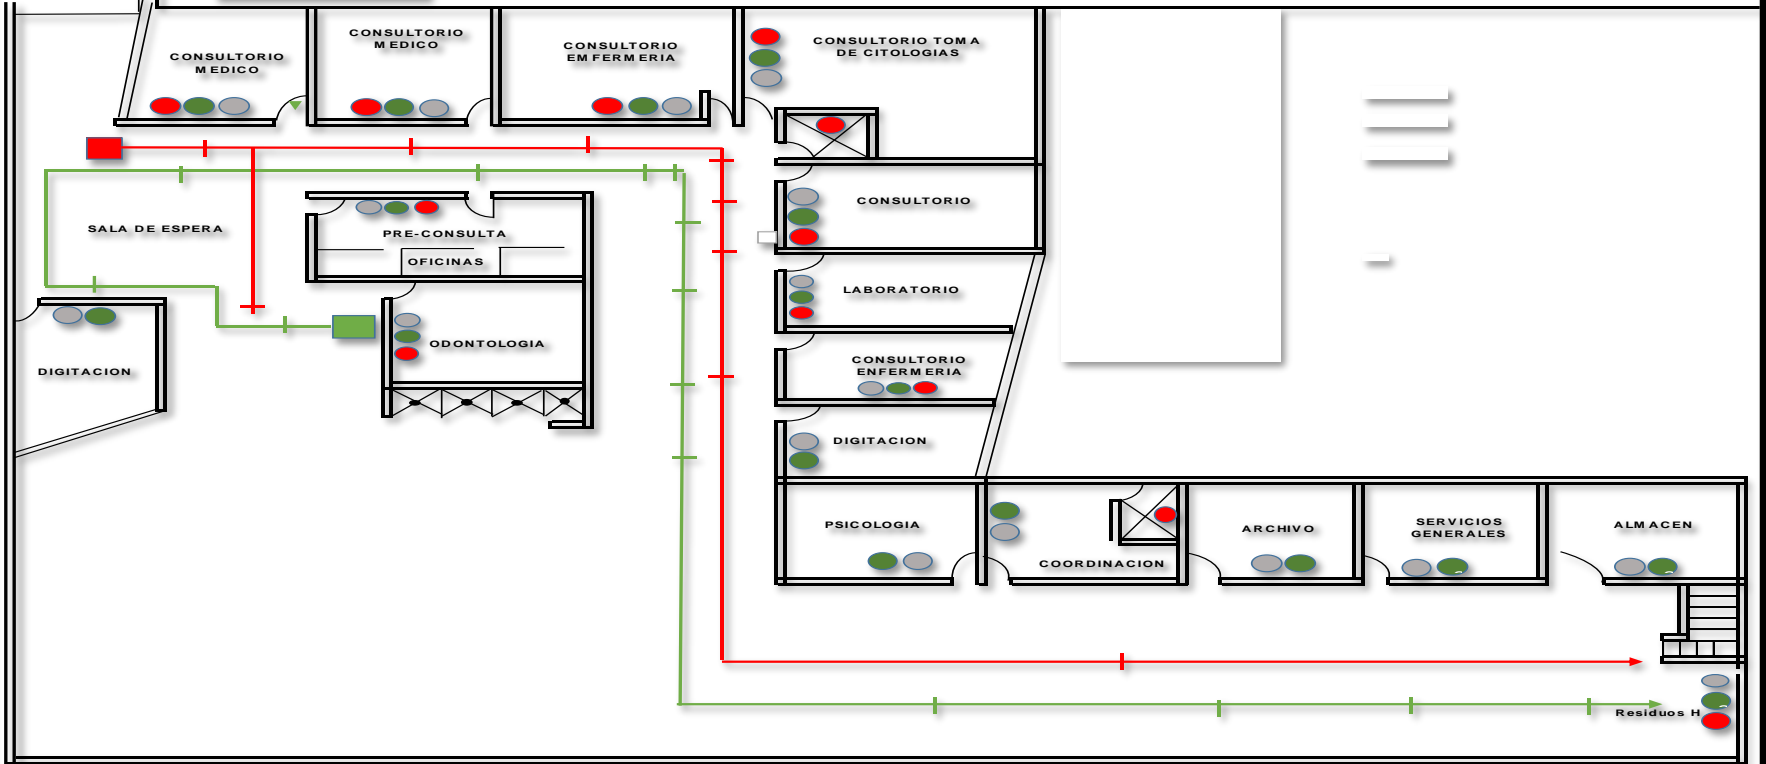 CONSULTORIO
MEDICO
CONSULTORIO
MEDICO
CONSULTORIO
EMFERMERIA
CONSULTORIO TOMA
DE CITOLOGIAS
CONSULTORIO
SALA DE ESPERA
PRE-CONSULTA
OFICINAS
LABORATORIO
ODONTOLOGIA
CONSULTORIO
ENFERMERIA
DIGITACION
DIGITACION
PSICOLOGIA
COORDINACION
ARCHIVO
SERVICIOS
GENERALES
ALMACEN
Residuos H